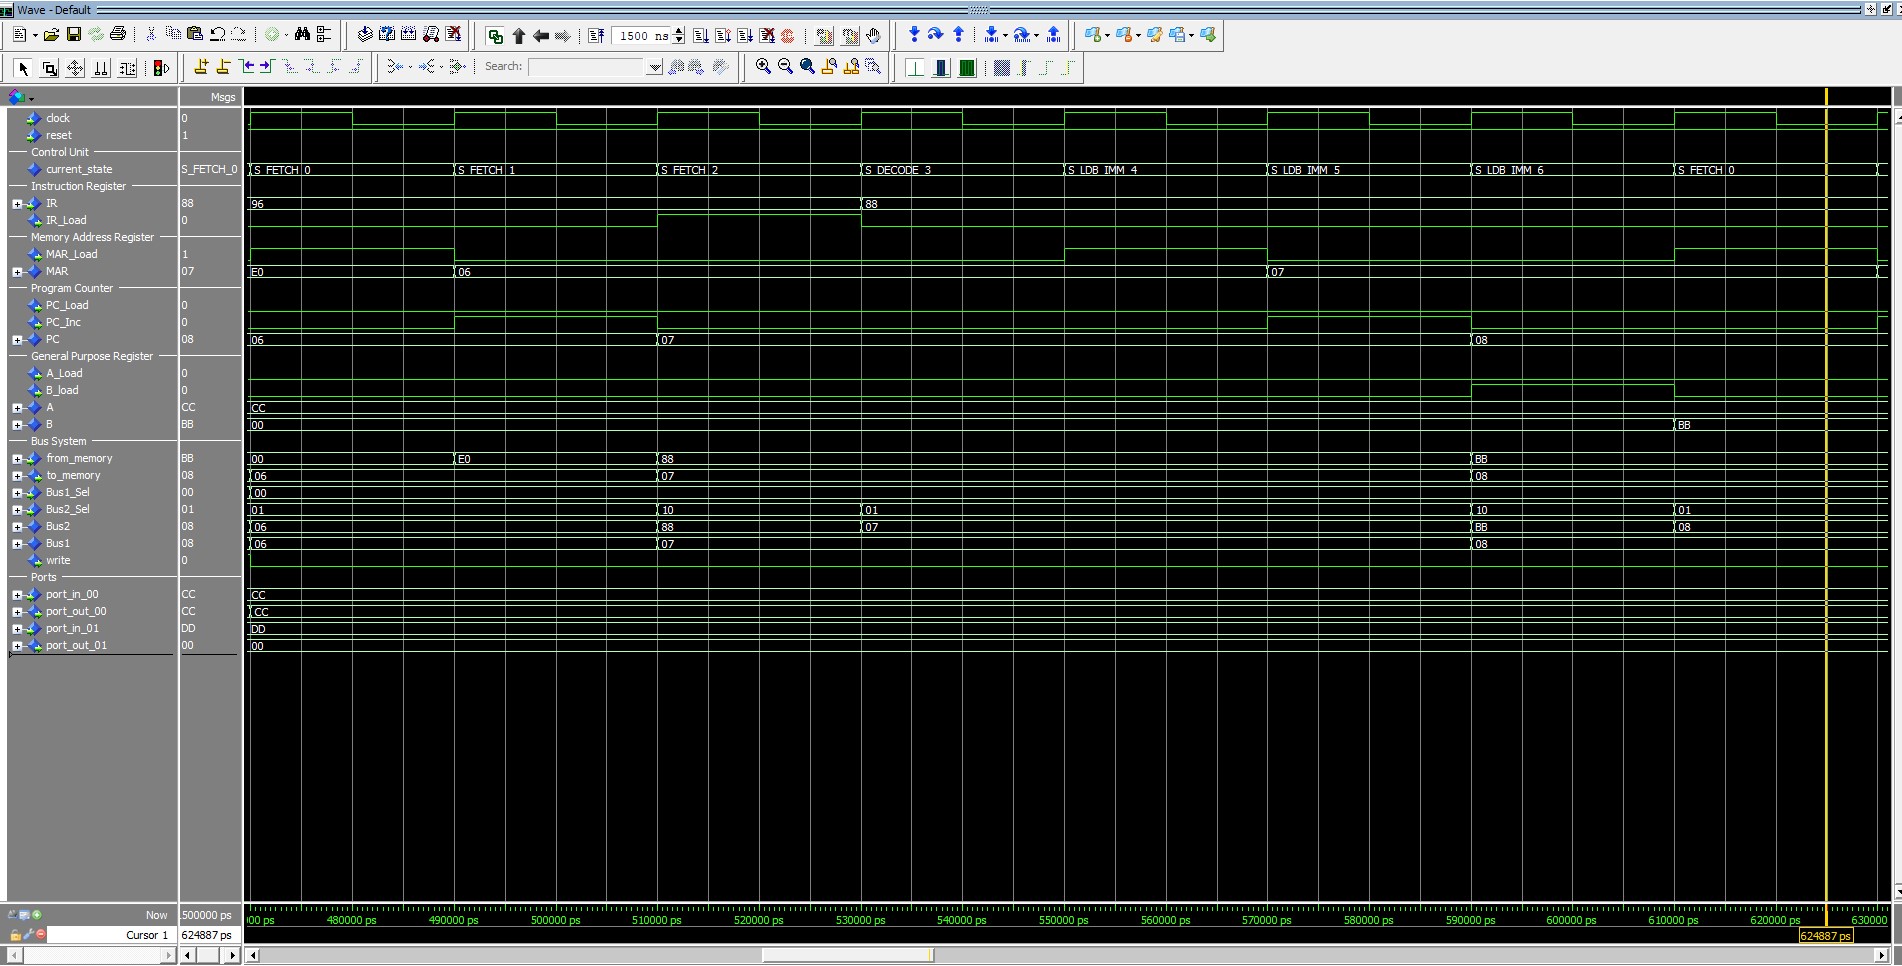 Wave - Default
1500 ns
Search:
Msgs
clock 0
reset 1
Control Unit
current_state S_FETCH_0 S_FETCH_0 S_FETCH_1 S_FETCH_2 S_DECODE_3 S_LDB_IMM_4 S_LDB_IMM_5 S_LDB_IMM_6 S_FETCH_0
Instruction Register
IR 88 96 88
IR_Load 0
Memory Address Register
MAR_Load 1
MAR 07 E0 06 07
Program Counter
PC_Load 0
PC_Inc 0
PC 08 06 07 08
General Purpose Register
A_Load 0
B_load 0
A CC CC
B BB 00 BB
Bus System
from_memory BB 00 E0 88 BB
to_memory 08 06 07 08
Bus1_Sel 00 00
Bus2_Sel 01 01 10 01 10 01
Bus2 08 06 88 07 BB 08
Bus1 08 06 07 08
write 0
Ports
port_in_00 CC CC
port_out_00 CC CC
port_in_01 DD DD
port_out_01 00 00
Now 500000 ps 00 ps 480000 ps 490000 ps 500000 ps 510000 ps 520000 ps 530000 ps 540000 ps 550000 ps 560000 ps 570000 ps 580000 ps 590000 ps 600000 ps 610000 ps 620000 ps 630000
Cursor 1 624887 ps 624887 ps